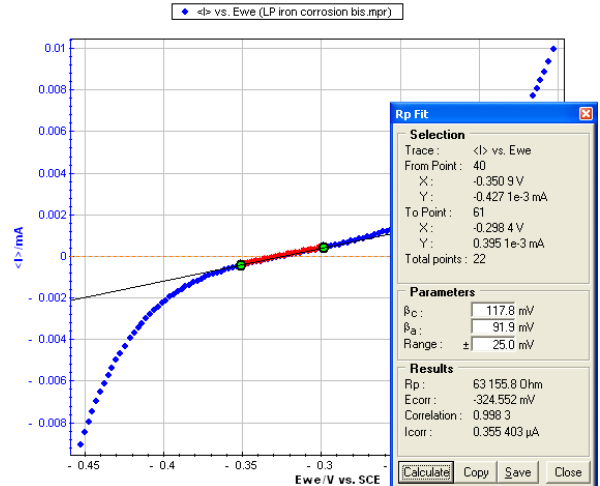 <I> vs. Ewe (LP iron corrosion bis.mpr)
0.01
0.008
0.006
0.004
0.002
0
- 0.002
- 0.004
- 0.006
- 0.008
<I>/mA
- 0.45
- 0.4
- 0.35
- 0.3
Ewe/V vs. SCE
Rp Fit
Selection
Trace : <I> vs. Ewe
From Point : 40
X : -0.350 9 V
Y : -0.427 1e-3 mA
To Point : 61
X : -0.298 4 V
Y : 0.395 1e-3 mA
Total points : 22
Parameters
βc : 117.8 mV
βa : 91.9 mV
Range : ± 25.0 mV
Results
Rp : 63 155.8 Ohm
Ecorr : -324.552 mV
Correlation : 0.998 3
Icorr : 0.355 403 µA
Calculate Copy Save Close